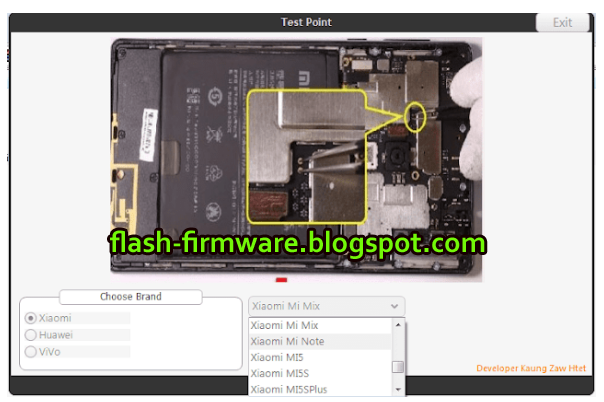 Test Point
Exit
flash-firmware.blogspot.com
Choose Brand
Xiaomi
Huawei
ViVo
Xiaomi Mi Mix
Xiaomi Mi Mix
Xiaomi Mi Note
Xiaomi MI5
Xiaomi MI5S
Xiaomi MI5SPlus
Developer Kaung Zaw Htet